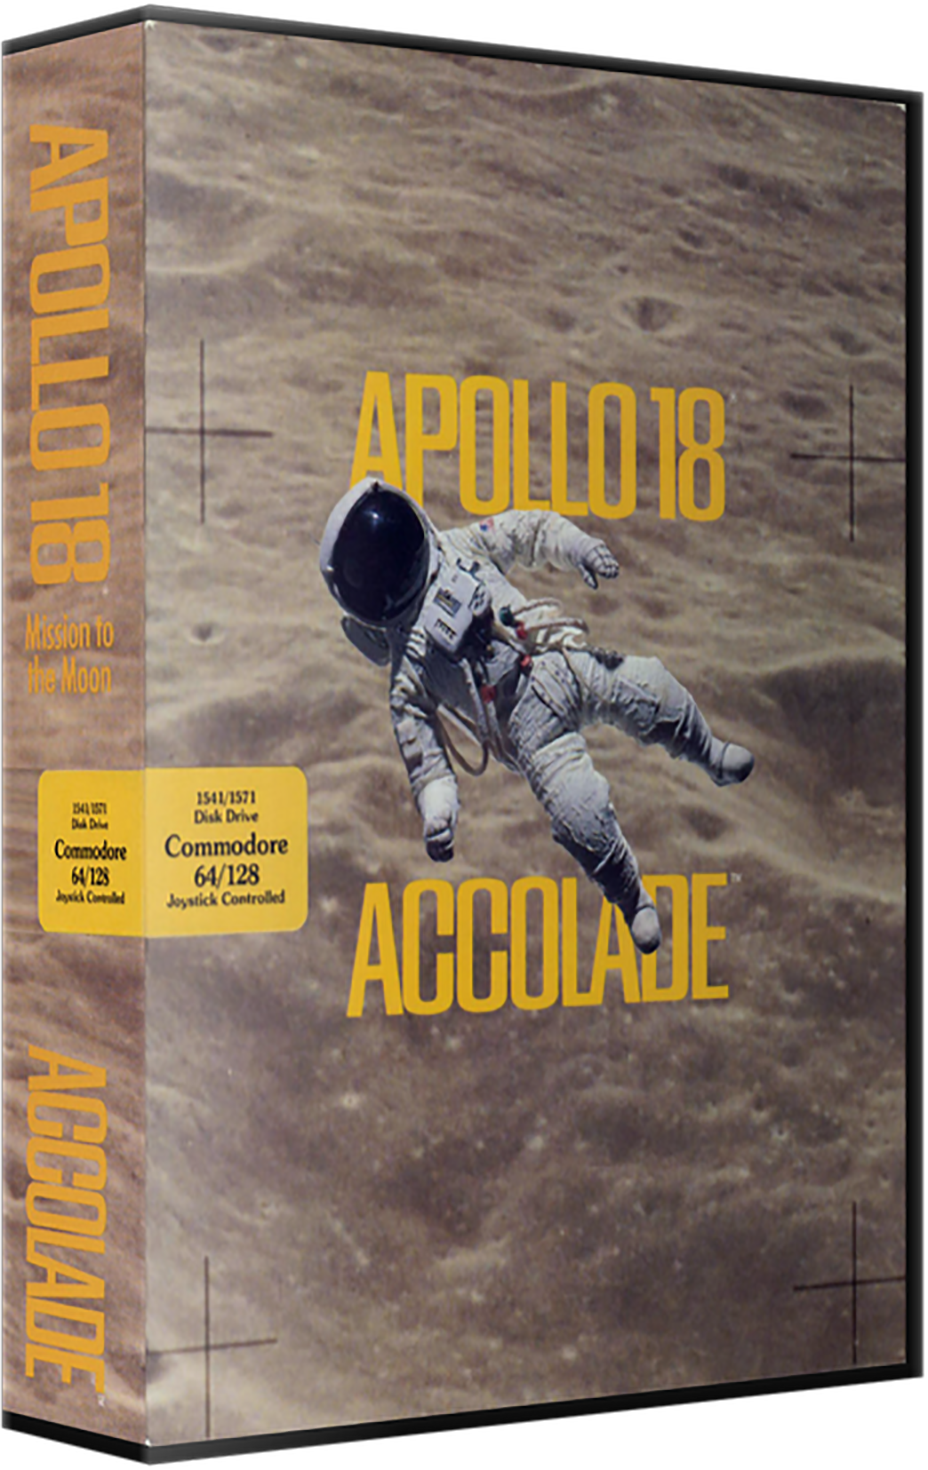 APOLLO 18
Mission to
the Moon
1541/1571
Disk Drive
Commodore
64/128
Joystick Controlled
ACCOLADE
APOLLO 18
1541/1571
Disk Drive
Commodore
64/128
Joystick Controlled
ACCOLADE™